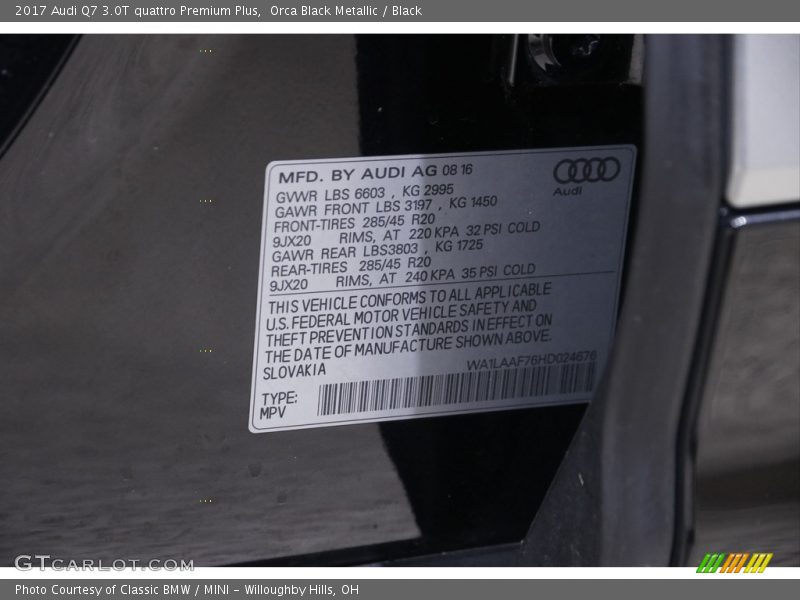 2017 Audi Q7 3.0T quattro Premium Plus,  Orca Black Metallic / Black
MFD. BY AUDI AG 08 16
GVWR LBS 6603 , KG 2995
GAWR FRONT LBS 3197 , KG 1450
FRONT-TIRES 285/45 R20
9JX20 RIMS, AT 220 KPA 32 PSI COLD
GAWR REAR LBS3803 , KG 1725
REAR-TIRES 285/45 R20
9JX20 RIMS, AT 240 KPA 35 PSI COLD
Audi
THIS VEHICLE CONFORMS TO ALL APPLICABLE
U.S. FEDERAL MOTOR VEHICLE SAFETY AND
THEFT PREVENTION STANDARDS IN EFFECT ON
THE DATE OF MANUFACTURE SHOWN ABOVE.
SLOVAKIA
WA1LAAF76HD024676
TYPE:
MPV
GTCARLOT.COM
Photo Courtesy of Classic BMW / MINI - Willoughby Hills, OH